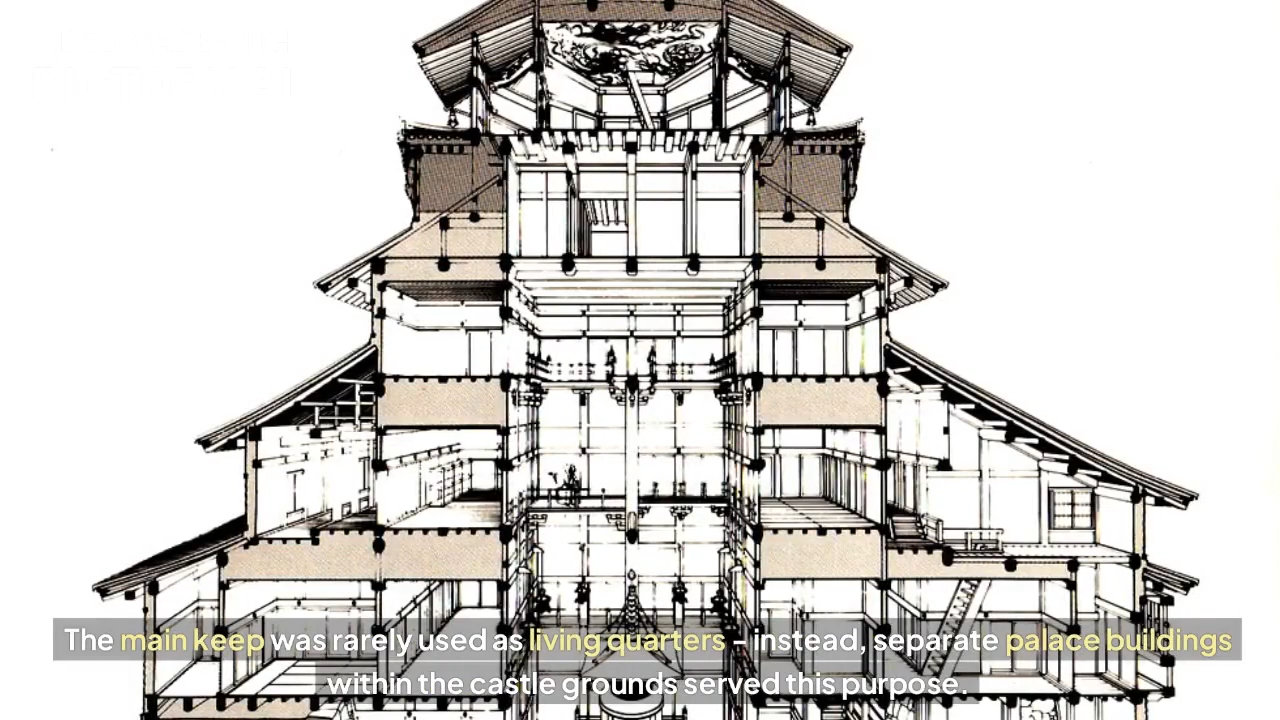 The main keep was rarely used as living quarters – instead, separate palace buildings
within the castle grounds served this purpose.